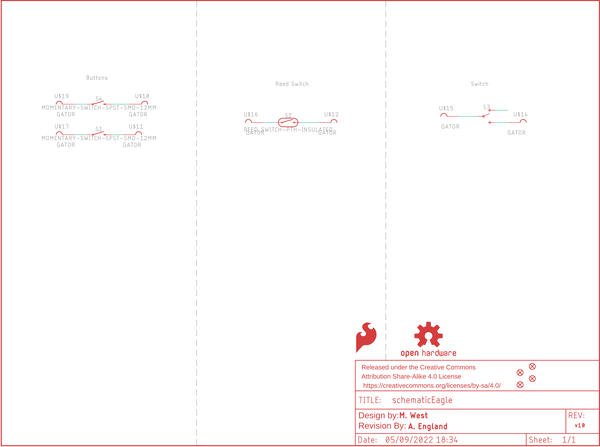 Buttons
U$19 S4 U$10
MOMENTARY-SWITCH-SPST-SMD-12MM
GATOR GATOR
U$17 S1 U$11
MOMENTARY-SWITCH-SPST-SMD-12MM
GATOR GATOR
Reed Switch
U$16 S2 U$12
REED_SWITCH-PTH-INSULATED
GATOR GATOR
Switch
U$15 S3 U$14
GATOR GATOR
open hardware
Released under the Creative Commons
Attribution Share-Alike 4.0 License
https://creativecommons.org/licenses/by-sa/4.0/
TITLE: schematicEagle
Design by: M. West
Revision By: A. England
REV:
v10
Date: 05/09/2022 18:34
Sheet: 1/1